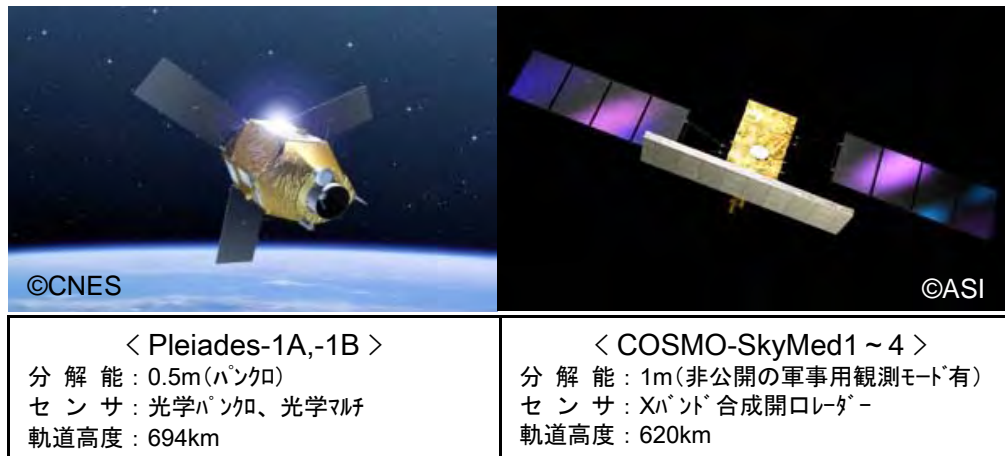 ©CNES
©ASI
< Pleiades-1A,-1B >
分 解 能：0.5m(ﾊﾟﾝｸﾛ)
セ ン サ：光学ﾊﾟﾝｸﾛ、光学ﾏﾙﾁ
軌道高度：694km
< COSMO-SkyMed1～4 >
分 解 能：1m(非公開の軍事用観測ﾓｰﾄﾞ有)
セ ン サ：Xﾊﾞﾝﾄﾞ合成開口ﾚｰﾀﾞｰ
軌道高度：620km